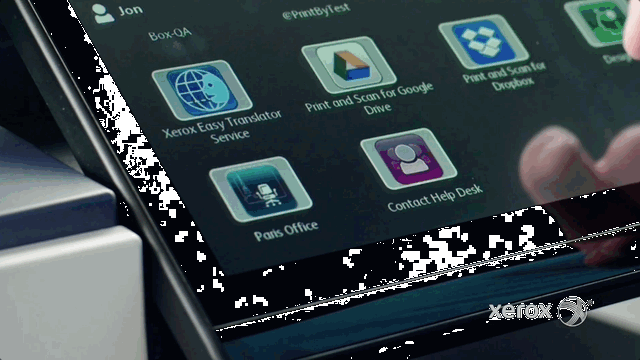 Jon
@PrintByTest
Box-QA
Xerox Easy Translator
Service
Print and Scan for Google
Drive
Print and Scan for
Dropbox
Paris Office
Contact Help Desk
xerox